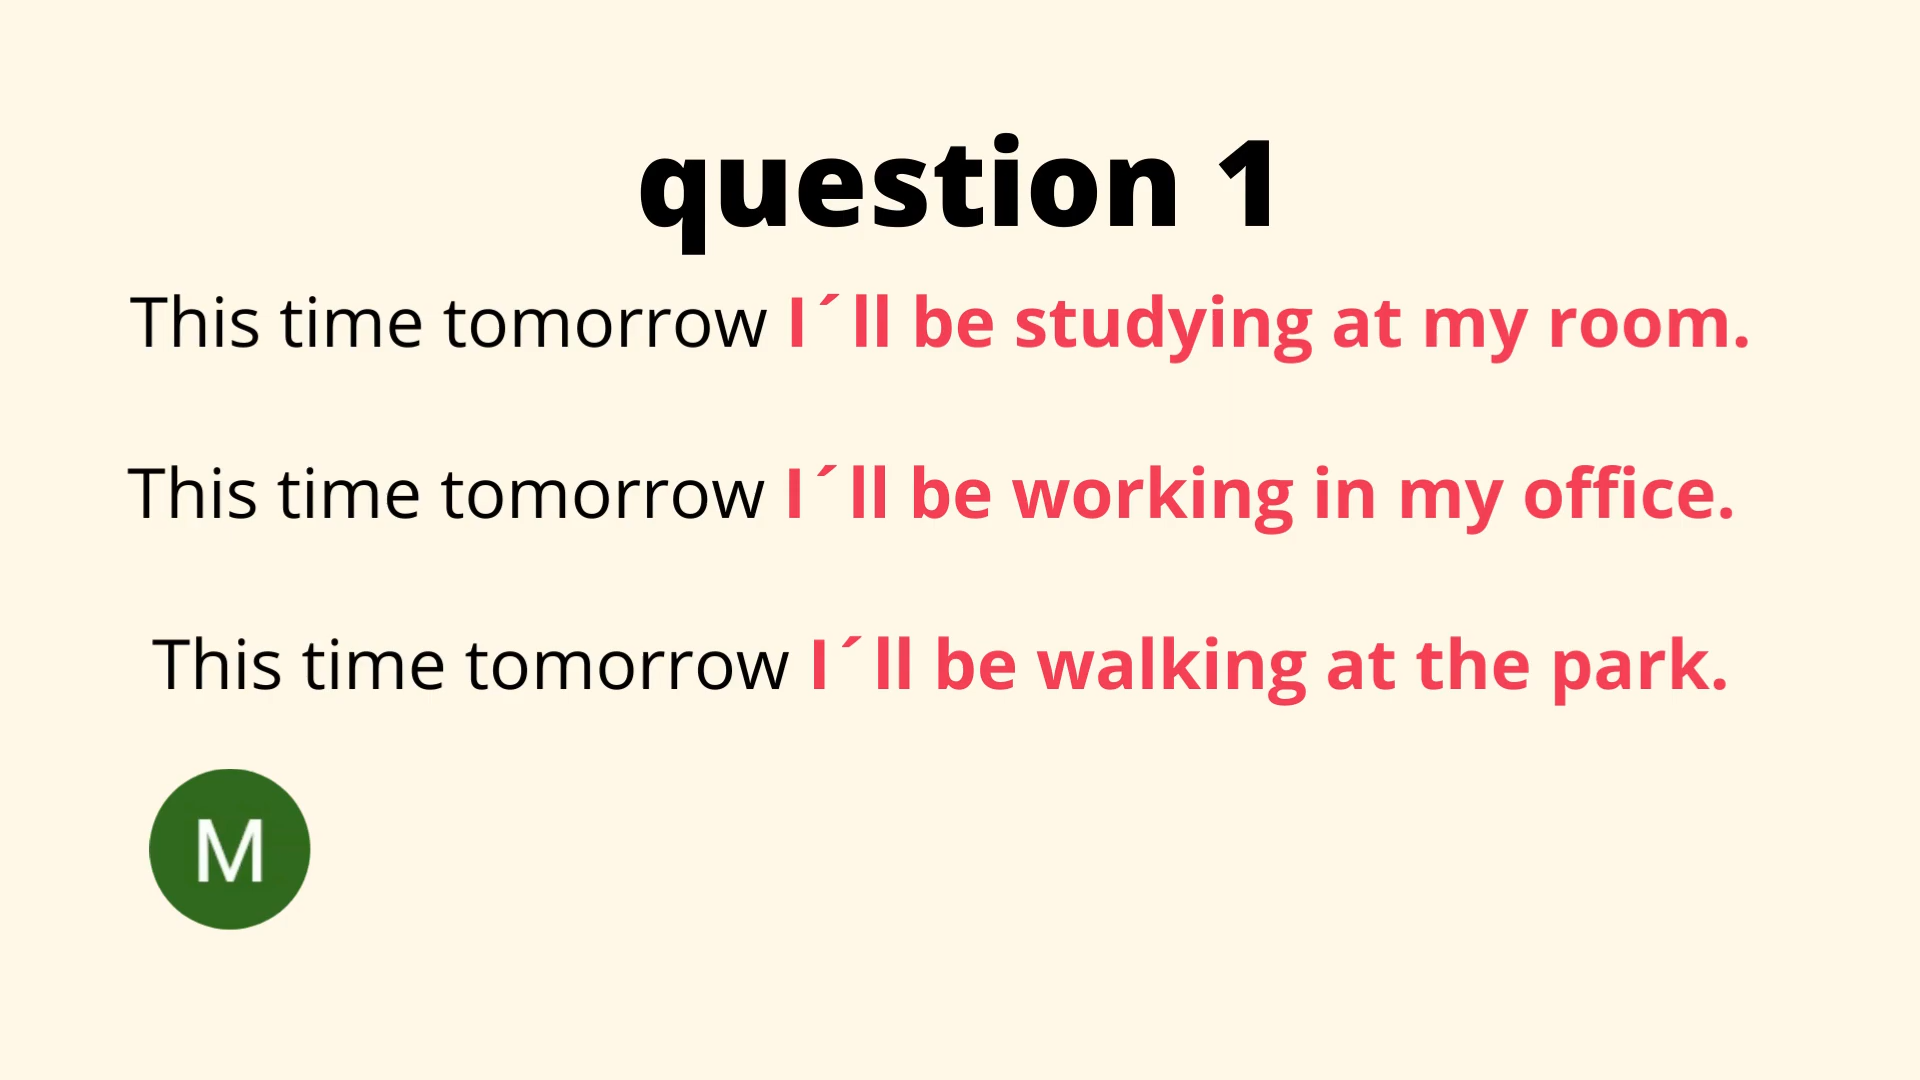 question 1
This time tomorrow I´ll be studying at my room.
This time tomorrow I´ll be working in my office.
This time tomorrow I´ll be walking at the park.
M